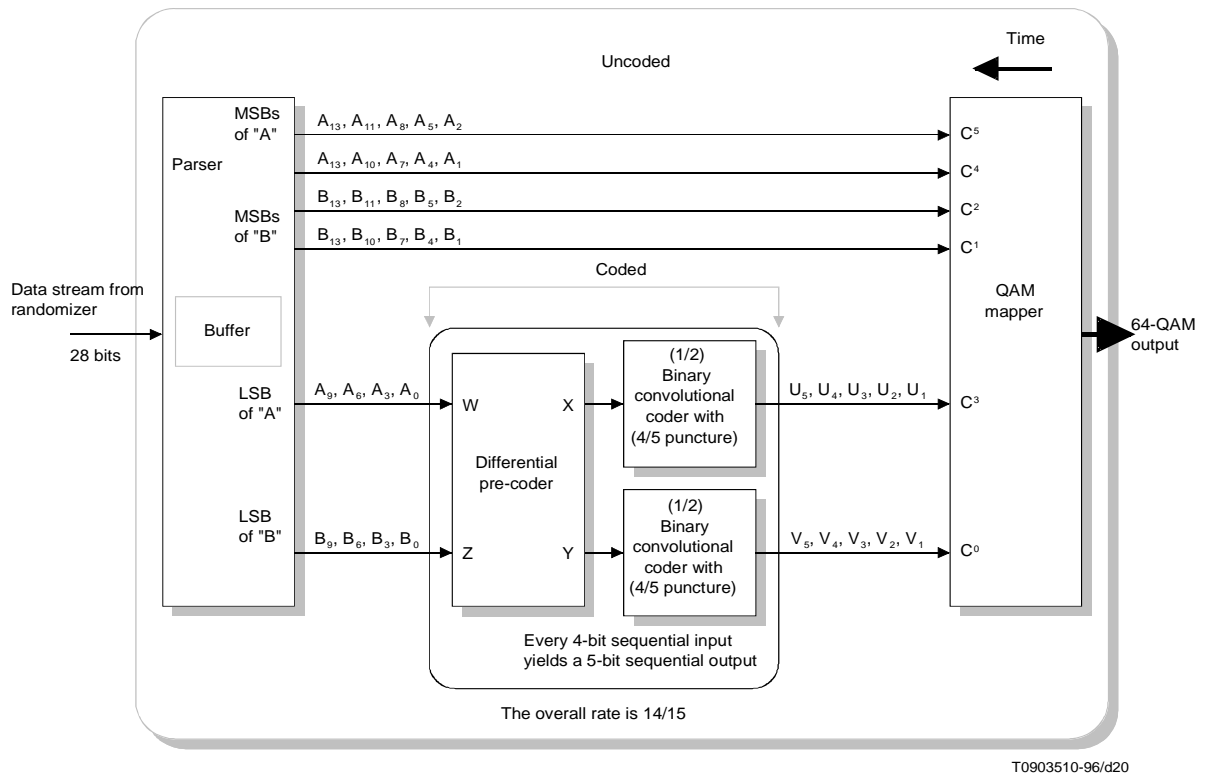 Uncoded
Time
MSBs
of "A"
A₁₃, A₁₁, A₈, A₅, A₂
C⁵
Parser
A₁₃, A₁₀, A₇, A₄, A₁
C⁴
MSBs
of "B"
B₁₃, B₁₁, B₈, B₅, B₂
C²
B₁₃, B₁₀, B₇, B₄, B₁
C¹
Coded
Data stream from
randomizer
28 bits
Buffer
QAM
mapper
64-QAM
output
LSB
of "A"
A₉, A₆, A₃, A₀
W
X
(1/2)
Binary
convolutional
coder with
(4/5 puncture)
U₅, U₄, U₃, U₂, U₁
C³
Differential
pre-coder
LSB
of "B"
B₉, B₆, B₃, B₀
Z
Y
(1/2)
Binary
convolutional
coder with
(4/5 puncture)
V₅, V₄, V₃, V₂, V₁
C⁰
Every 4-bit sequential input
yields a 5-bit sequential output
The overall rate is 14/15
T0903510-96/d20